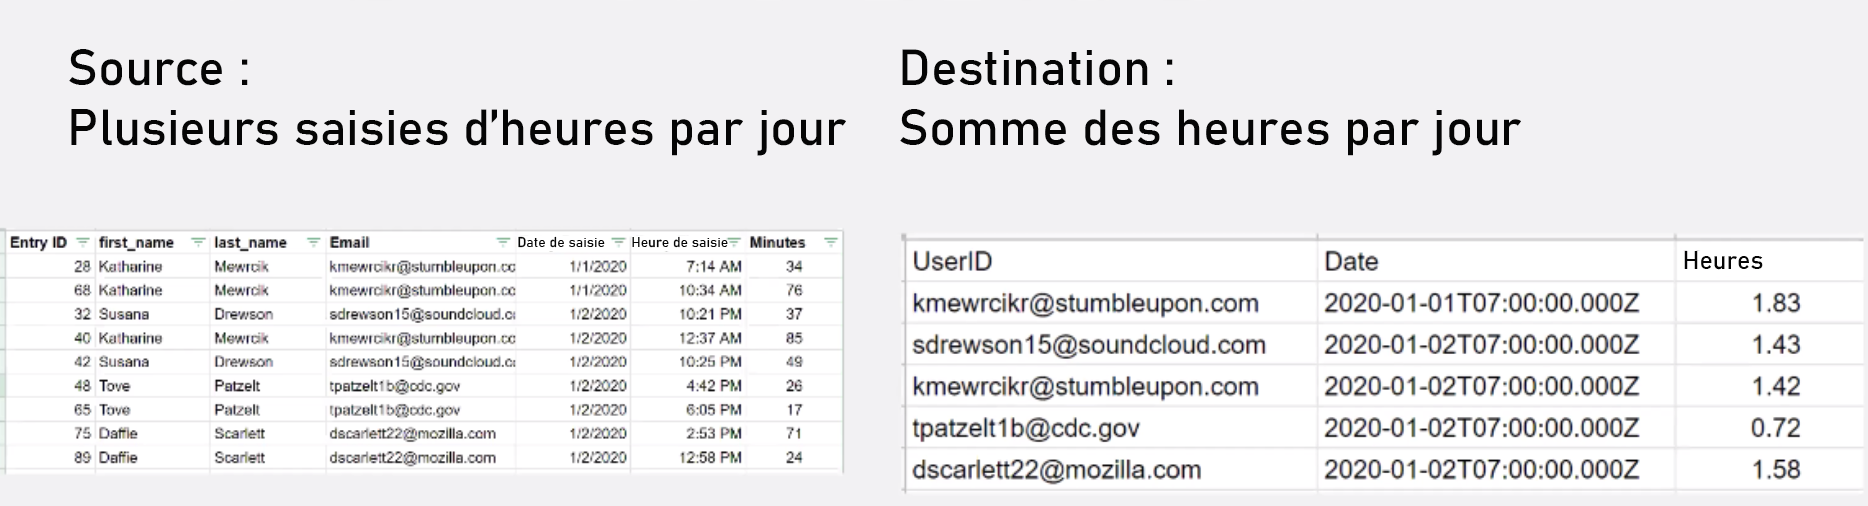 Source :
Plusieurs saisies d'heures par jour
Destination :
Somme des heures par jour
Entry ID first_name last_name Email Date de saisie Heure de saisie Minutes
28 Katharine Mewrcik kmewrcikr@stumbleupon.co 1/1/2020 7:14 AM 34
68 Katharine Mewrcik kmewrcikr@stumbleupon.co 1/1/2020 10:34 AM 76
32 Susana Drewson sdrewson15@soundcloud.co 1/2/2020 10:21 PM 37
40 Katharine Mewrcik kmewrcikr@stumbleupon.co 1/2/2020 12:37 AM 85
42 Susana Drewson sdrewson15@soundcloud.co 1/2/2020 10:25 PM 49
48 Tove Patzelt tpatzelt1b@cdc.gov 1/2/2020 4:42 PM 26
65 Tove Patzelt tpatzelt1b@cdc.gov 1/2/2020 6:05 PM 17
75 Daffie Scarlett dscarlett22@mozilla.com 1/2/2020 2:53 PM 71
89 Daffie Scarlett dscarlett22@mozilla.com 1/2/2020 12:58 PM 24
UserID Date Heures
kmewrcikr@stumbleupon.com 2020-01-01T07:00:00.000Z 1.83
sdrewson15@soundcloud.com 2020-01-02T07:00:00.000Z 1.43
kmewrcikr@stumbleupon.com 2020-01-02T07:00:00.000Z 1.42
tpatzelt1b@cdc.gov 2020-01-02T07:00:00.000Z 0.72
dscarlett22@mozilla.com 2020-01-02T07:00:00.000Z 1.58